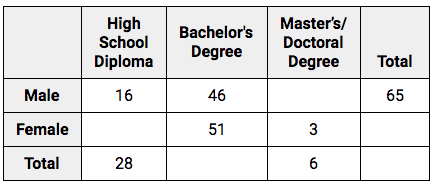 High School Diploma Bachelor's Degree Master's/ Doctoral Degree Total
Male 16 46 65
Female 51 3
Total 28 6